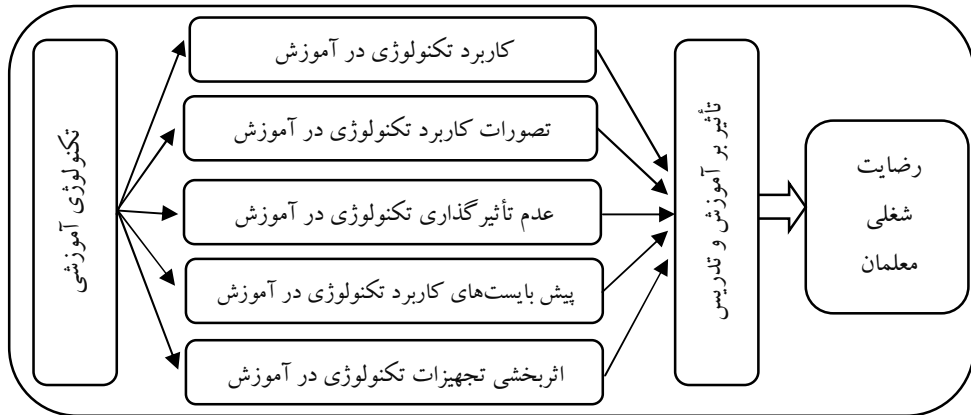 تکنولوژی آموزشی
کاربرد تکنولوژی در آموزش
تصورات کاربرد تکنولوژی در آموزش
عدم تأثیرگذاری تکنولوژی در آموزش
پیش بایست‌های کاربرد تکنولوژی در آموزش
اثربخشی تجهیزات تکنولوژی در آموزش
تأثیر بر آموزش و تدریس
رضایت
شغلی
معلمان